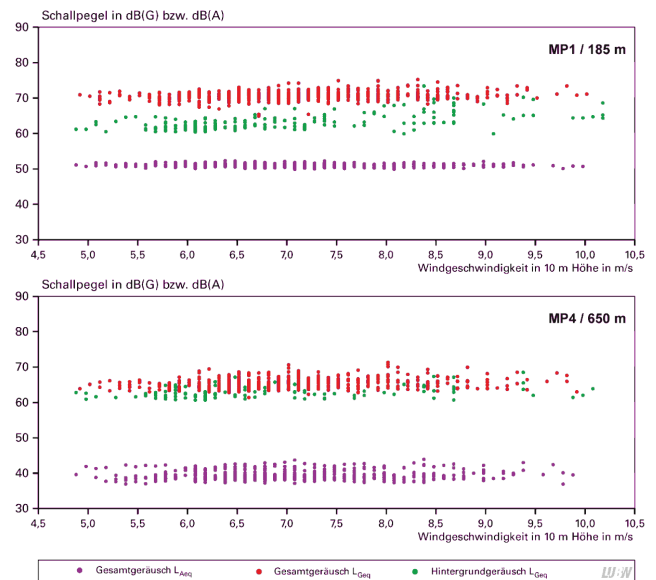 Schallpegel in dB(G) bzw. dB(A)
90
MP1 / 185 m
80
70
60
50
40
30
4,5 5,0 5,5 6,0 6,5 7,0 7,5 8,0 8,5 9,0 9,5 10,0 10,5
Windgeschwindigkeit in 10 m Höhe in m/s
Schallpegel in dB(G) bzw. dB(A)
90
MP4 / 650 m
80
70
60
50
40
30
4,5 5,0 5,5 6,0 6,5 7,0 7,5 8,0 8,5 9,0 9,5 10,0 10,5
Windgeschwindigkeit in 10 m Höhe in m/s
Gesamtgeräusch LAeq Gesamtgeräusch LGeq Hintergrundgeräusch LGeq LUBW